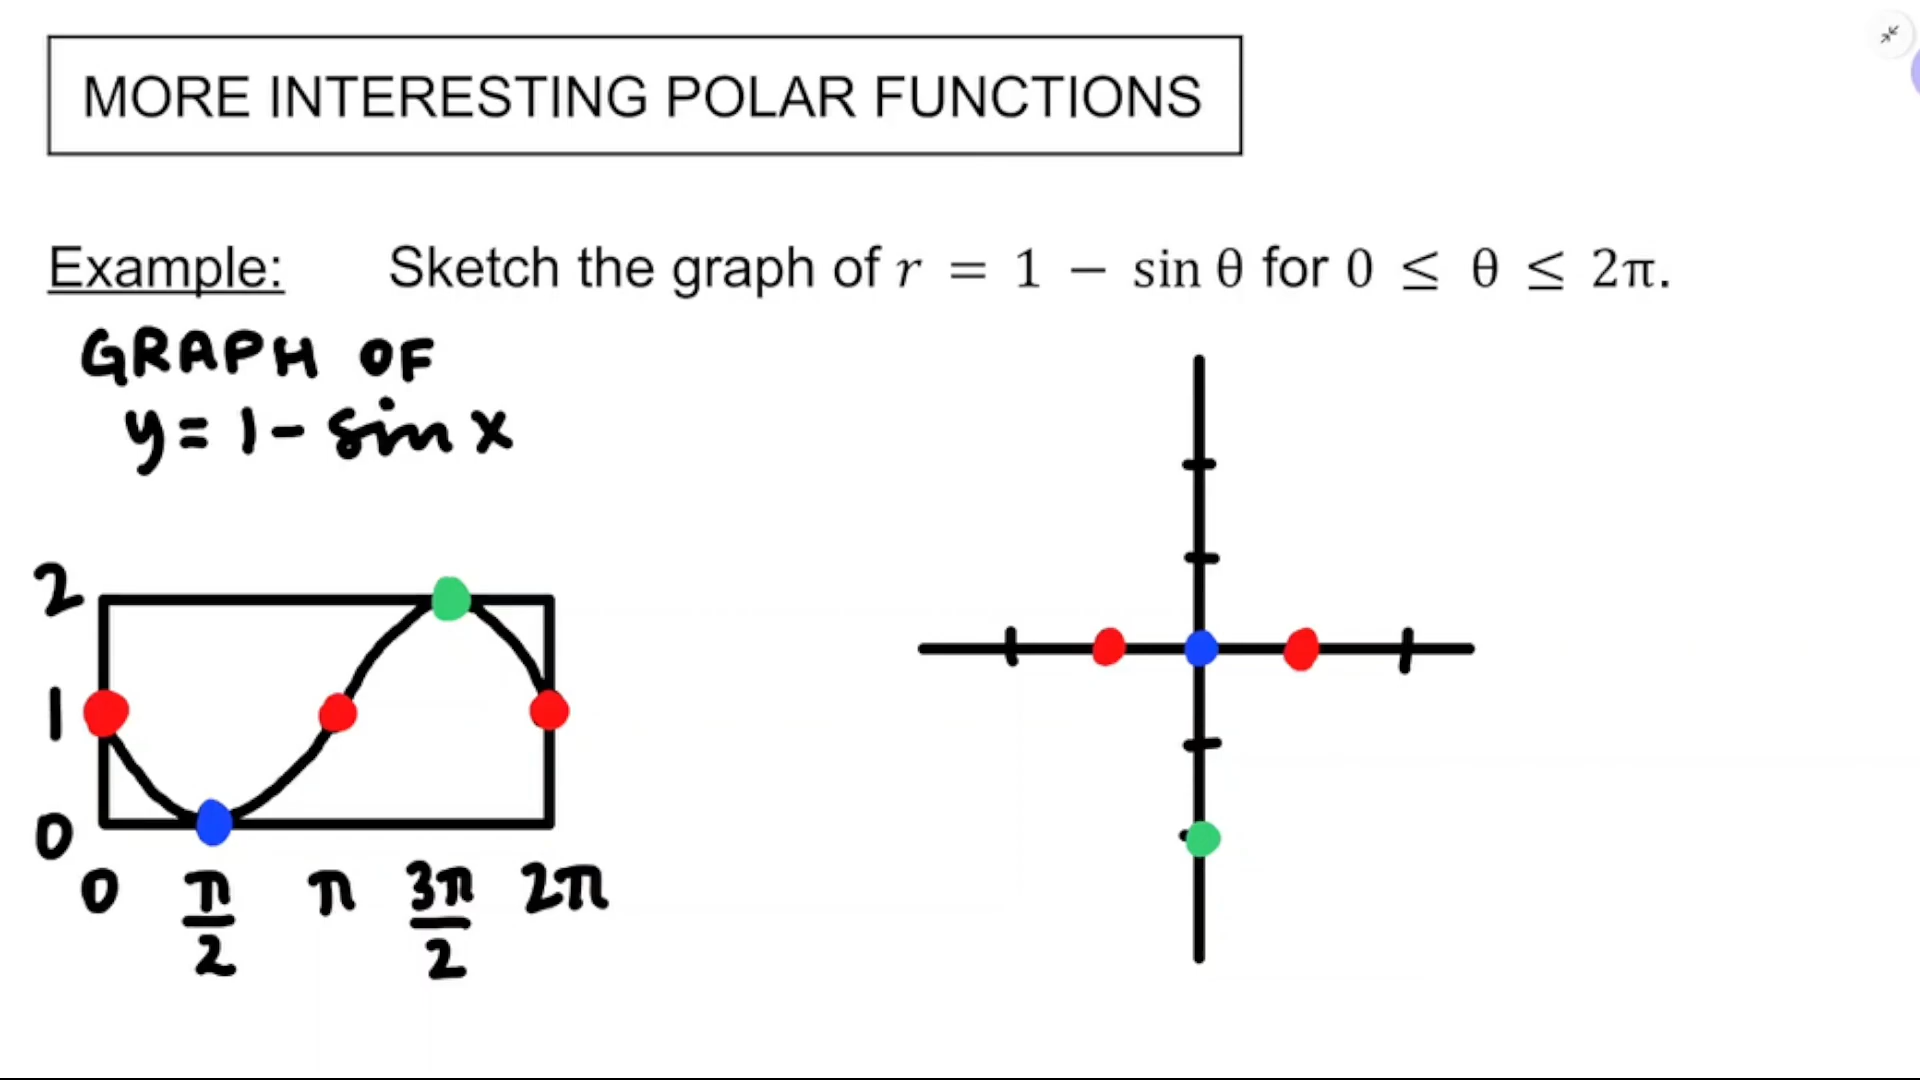 MORE INTERESTING POLAR FUNCTIONS
Example: Sketch the graph of r = 1 − sin θ for 0 ≤ θ ≤ 2π.
GRAPH OF
y = 1 - sin x
2
1
0
0 π/2 π 3π/2 2π